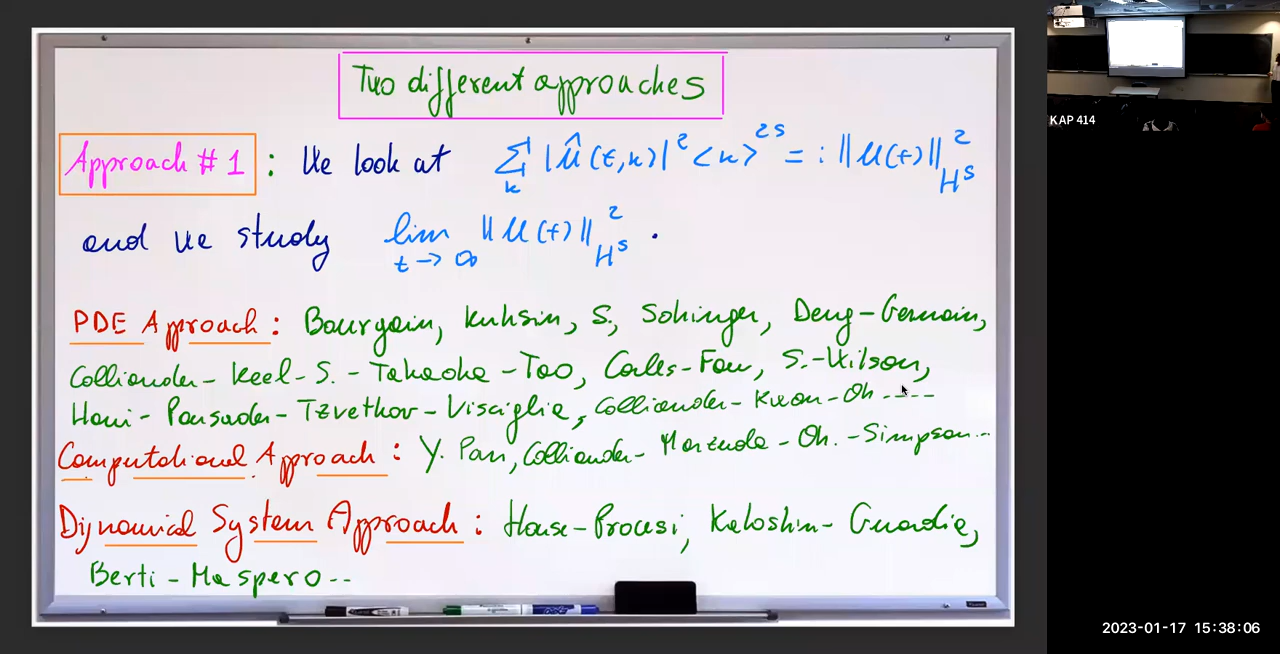 Two different approaches
Approach # 1 : We look at ∑_k |û(t,k)|² <k>^{2s} =: ||u(t)||²_{H^s}
and we study lim_{t→∞} ||u(t)||²_{H^s} .
PDE Approach: Bourgain, Kuksin, S., Sohinger, Deng-Germain,
Colliander - Keel - S. - Takaoka - Tao, Carles-Faou, S.-Wilson,
Hani - Pausader - Tzvetkov - Visciglia, Colliander - Kwon - Oh ....
Computational Approach : Y. Pan, Colliander - Marzuola - Oh. - Simpson...
Dynamical System Approach : Hause-Procesi, Kaloshin - Guardia,
Berti - Maspero --
KAP 414
2023-01-17 15:38:06